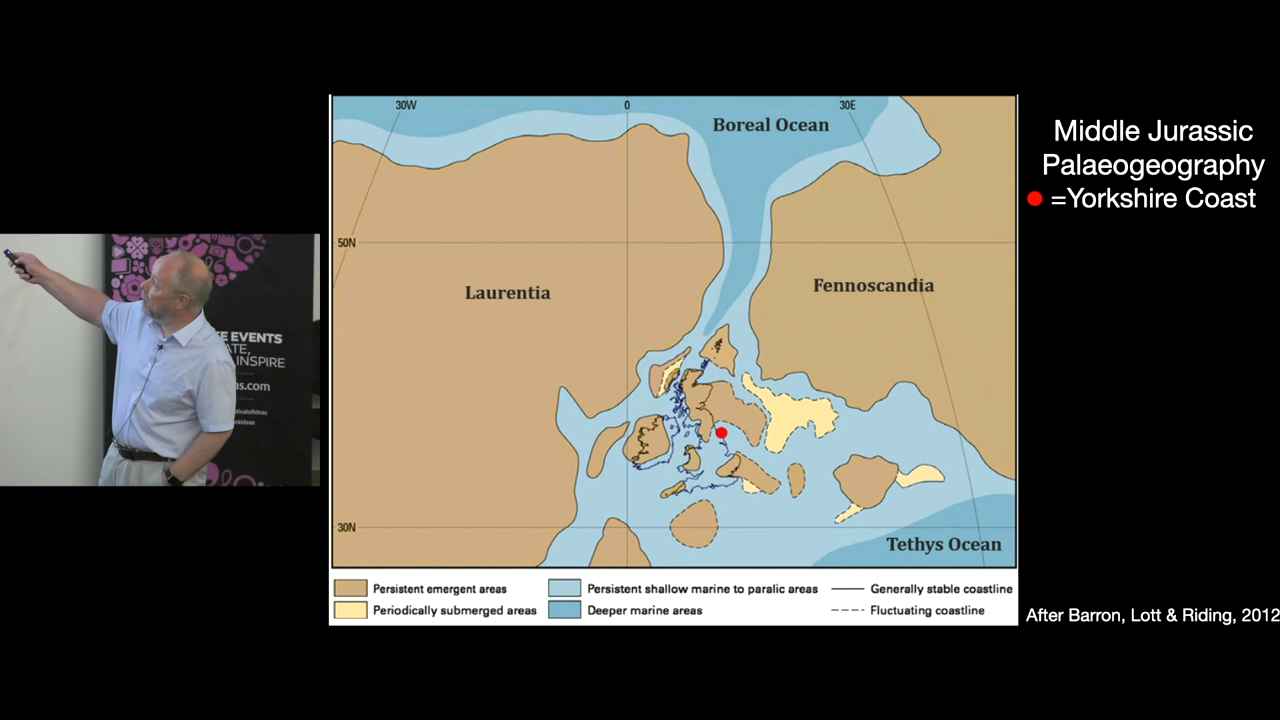 30W
0
30E
Boreal Ocean
50N
Laurentia
Fennoscandia
30N
Tethys Ocean
Persistent emergent areas
Persistent shallow marine to paralic areas
Generally stable coastline
Periodically submerged areas
Deeper marine areas
Fluctuating coastline
Middle Jurassic
Palaeogeography
=Yorkshire Coast
After Barron, Lott & Riding, 2012
EVENTS
INSPIRE